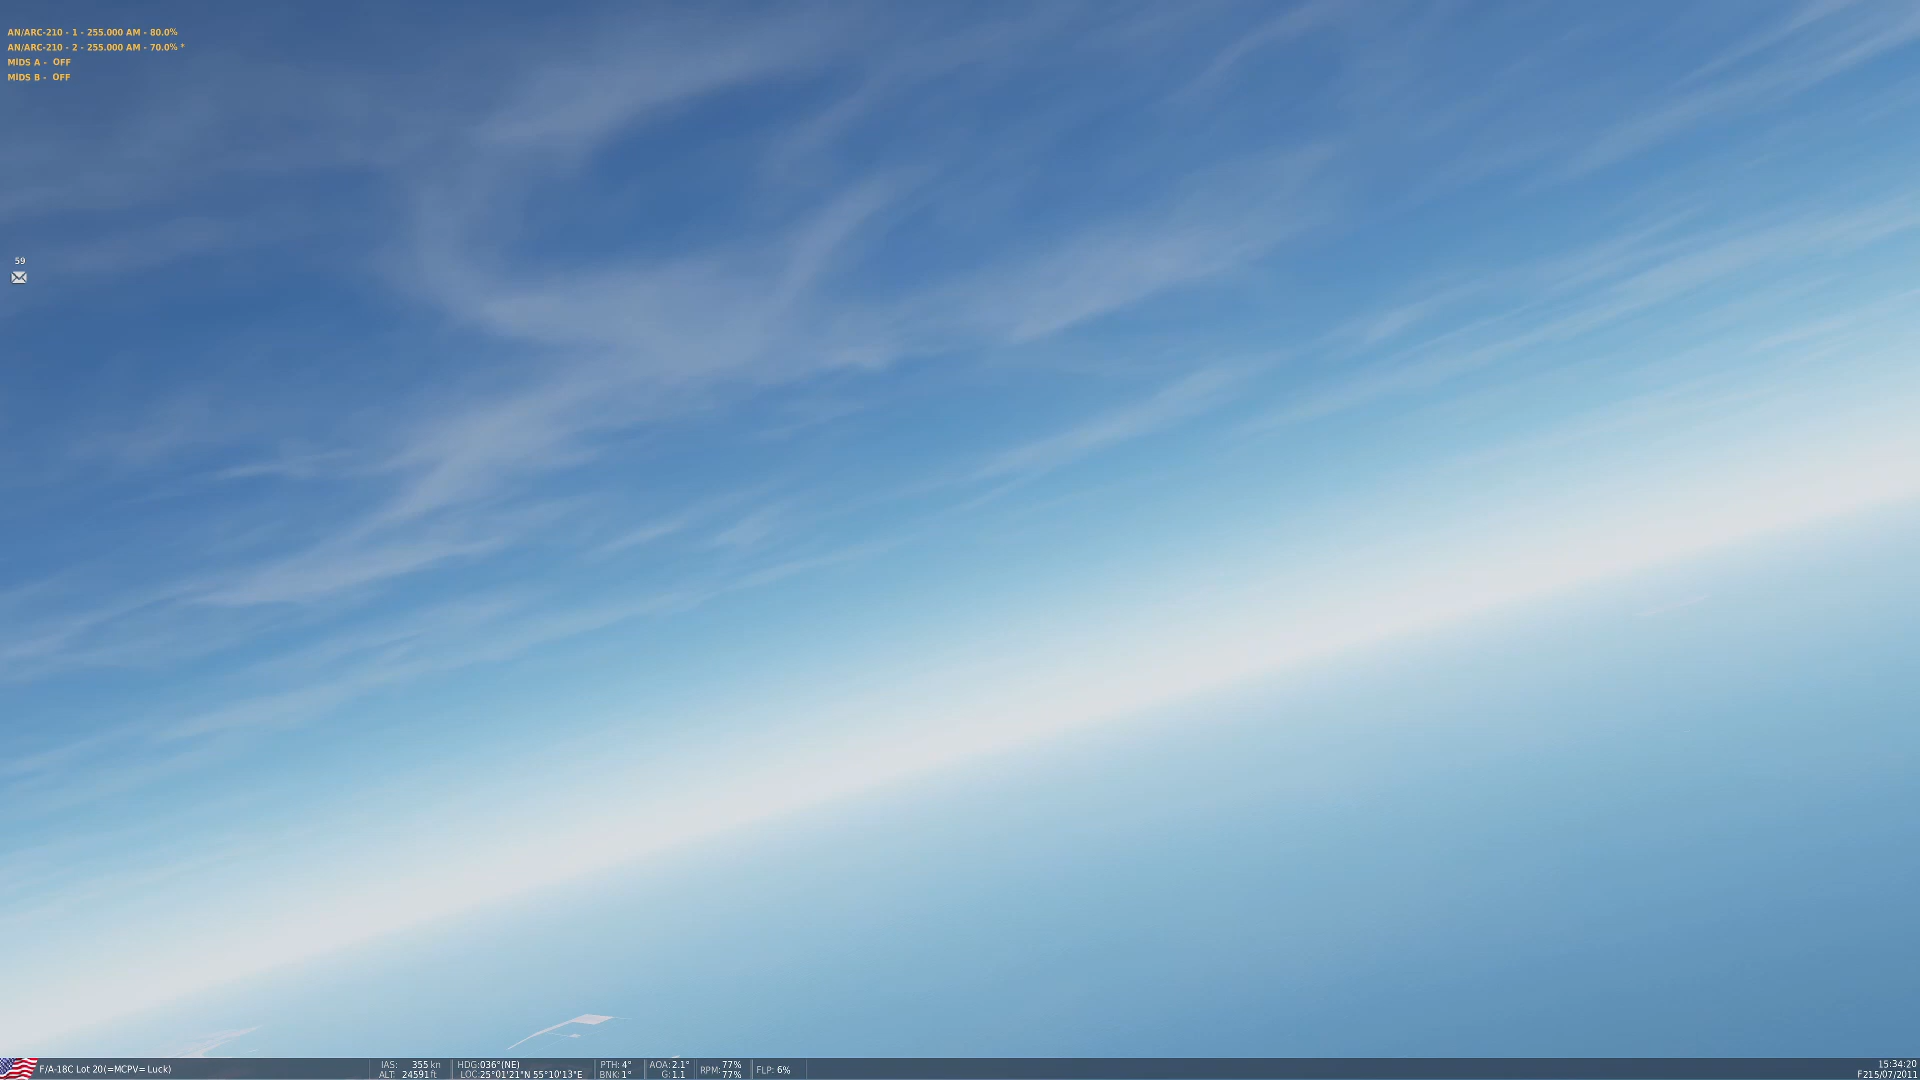 AN/ARC-210 - 1 - 255.000 AM - 80.0%
AN/ARC-210 - 2 - 255.000 AM - 70.0% *
MIDS A - OFF
MIDS B - OFF
59
F/A-18C Lot 20(=MCPV= Luck)
IAS: 355 kn
ALT: 24591 ft
HDG:036°(NE)
LOC:25°01'21"N 55°10'13"E
PTH: 4°
BNK: 1°
AOA: 2.1°
G: 1.1
RPM: 77%
77%
FLP: 6%
15:34:20
F2 15/07/2011